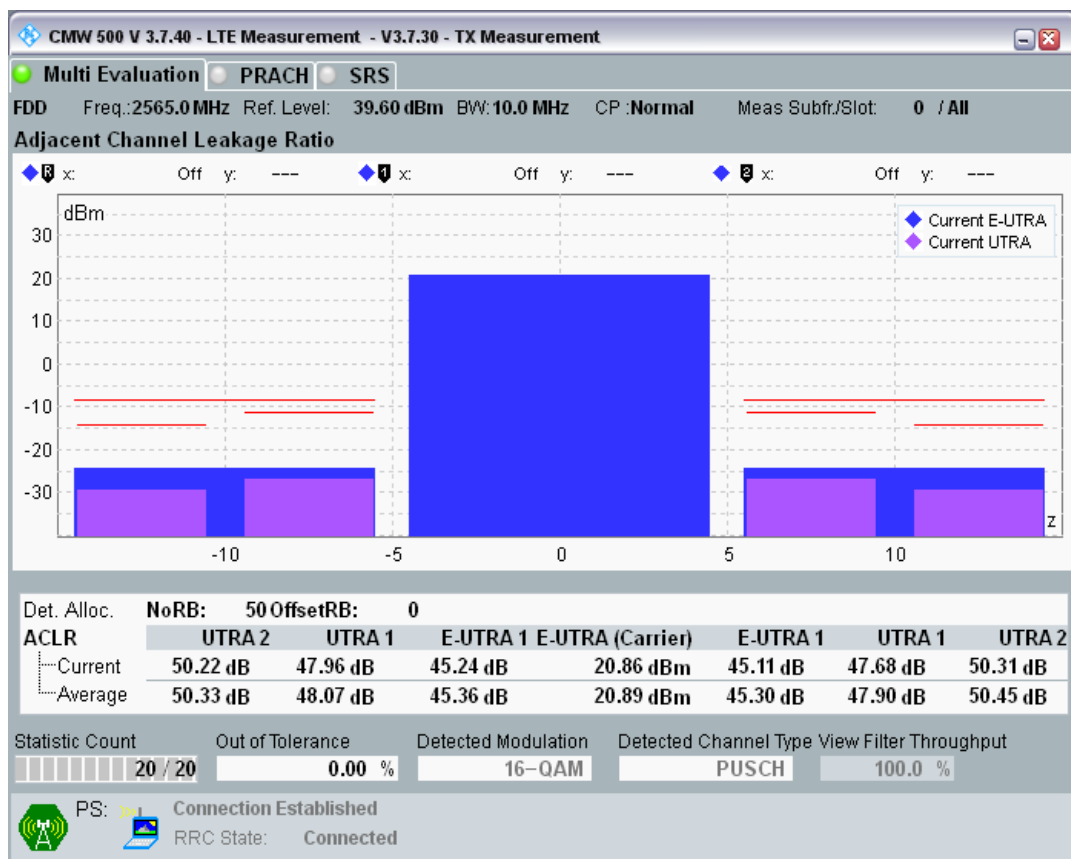 CMW 500 V 3.7.40 - LTE Measurement - V3.7.30 - TX Measurement
Multi Evaluation PRACH SRS
FDD Freq.:2565.0 MHz Ref. Level: 39.60 dBm BW: 10.0 MHz CP :Normal Meas Subfr./Slot: 0 / All
Adjacent Channel Leakage Ratio
R x: Off y: --- 1 x: Off y: --- 2 x: Off y: ---
dBm
Current E-UTRA
Current UTRA
30
20
10
0
-10
-20
-30
z
-10 -5 0 5 10
Det. Alloc. NoRB: 50 OffsetRB: 0
ACLR UTRA 2 UTRA 1 E-UTRA 1 E-UTRA (Carrier) E-UTRA 1 UTRA 1 UTRA 2
Current 50.22 dB 47.96 dB 45.24 dB 20.86 dBm 45.11 dB 47.68 dB 50.31 dB
Average 50.33 dB 48.07 dB 45.36 dB 20.89 dBm 45.30 dB 47.90 dB 50.45 dB
Statistic Count Out of Tolerance Detected Modulation Detected Channel Type View Filter Throughput
20 / 20 0.00 % 16-QAM PUSCH 100.0 %
PS: Connection Established
RRC State: Connected